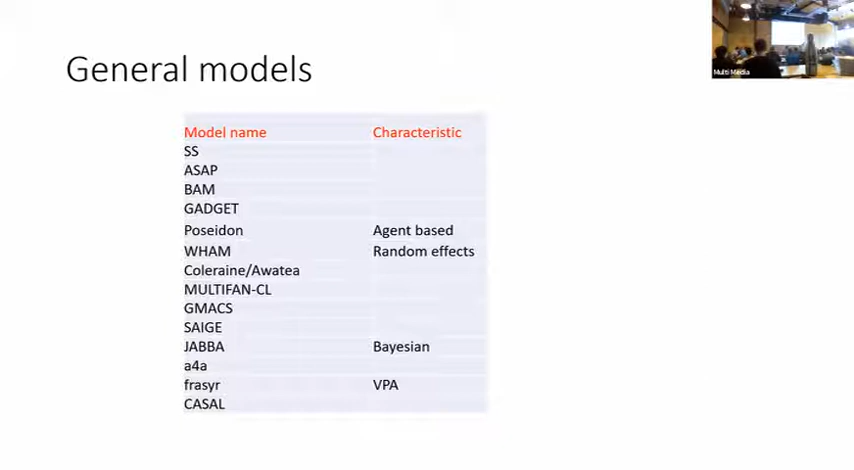 General models
Multi Media
Model name Characteristic
SS
ASAP
BAM
GADGET
Poseidon Agent based
WHAM Random effects
Coleraine/Awatea
MULTIFAN-CL
GMACS
SAIGE
JABBA Bayesian
a4a
frasyr VPA
CASAL